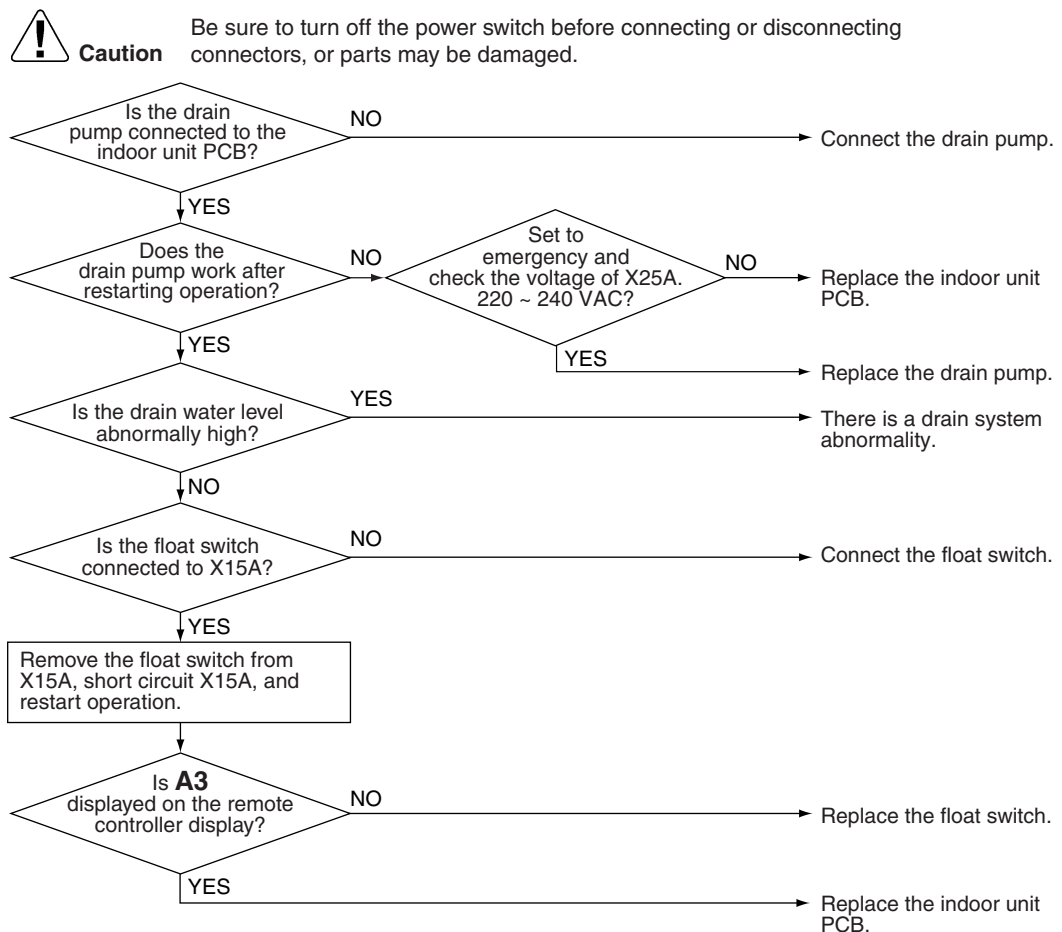 Be sure to turn off the power switch before connecting or disconnecting
Caution connectors, or parts may be damaged.
Is the drain
pump connected to the
indoor unit PCB?
NO
Connect the drain pump.
YES
Does the
drain pump work after
restarting operation?
NO
Set to
emergency and
check the voltage of X25A.
220 ~ 240 VAC?
NO
Replace the indoor unit
PCB.
YES
Replace the drain pump.
YES
Is the drain water level
abnormally high?
YES
There is a drain system
abnormality.
NO
Is the float switch
connected to X15A?
NO
Connect the float switch.
YES
Remove the float switch from
X15A, short circuit X15A, and
restart operation.
Is A3
displayed on the remote
controller display?
NO
Replace the float switch.
YES
Replace the indoor unit
PCB.